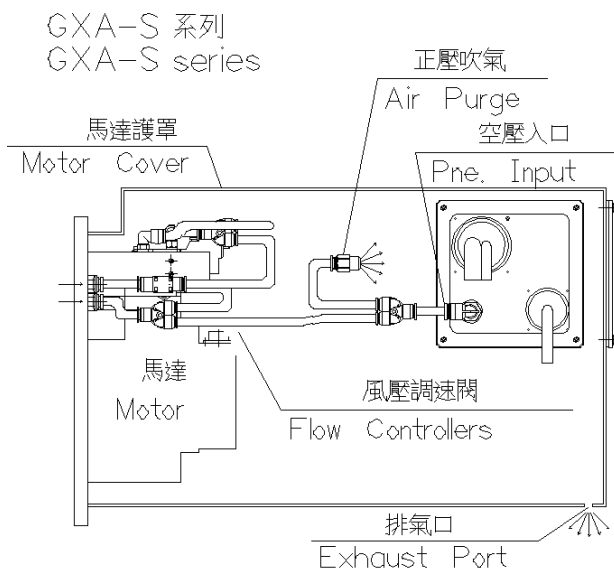 GXA-S 系列
GXA-S series
正壓吹氣
Air Purge
馬達護罩
Motor Cover
空壓入口
Pne. Input
馬達
Motor
風壓調速閥
Flow Controllers
排氣口
Exhaust Port